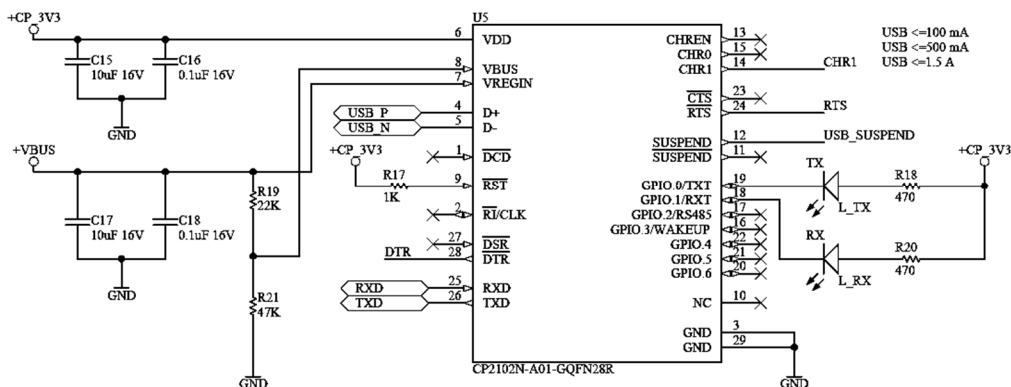 +CP_3V3
C15
10uF 16V
C16
0.1uF 16V
GND
+VBUS
C17
10uF 16V
C18
0.1uF 16V
GND
R19
22K
R21
47K
GND
USB_P
USB_N
+CP_3V3
R17
1K
DTR
RXD
TXD
U5
6 VDD
8 VBUS
7 VREGIN
4 D+
5 D-
1 DCD
9 RST
2 RI/CLK
27 DSR
28 DTR
25 RXD
26 TXD
CHREN 13
CHR0 15
CHR1 14
CTS 23
RTS 24
SUSPEND 12
SUSPEND 11
GPIO.0/TXT 19
GPIO.1/RXT 18
GPIO.2/RS485 17
GPIO.3/WAKEUP 16
GPIO.4 22
GPIO.5 21
GPIO.6 20
NC 10
GND 3
GND 29
CP2102N-A01-GQFN28R
USB <=100 mA
USB <=500 mA
USB <=1.5 A
CHR1
RTS
USB_SUSPEND
+CP_3V3
TX
L_TX
R18
470
RX
L_RX
R20
470
GND